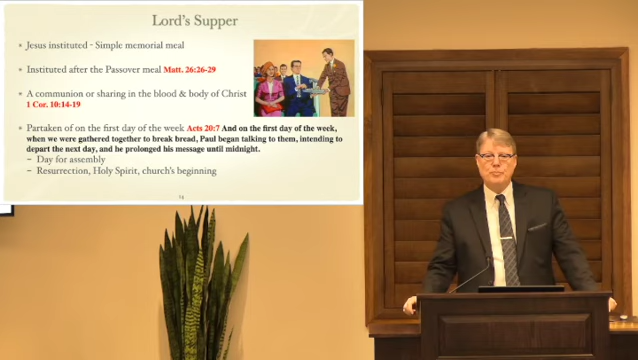 Lord's Supper
Jesus instituted - Simple memorial meal
Instituted after the Passover meal Matt. 26:26-29
A communion or sharing in the blood & body of Christ
1 Cor. 10:14-19
Partaken of on the first day of the week Acts 20:7 And on the first day of the week,
when we were gathered together to break bread, Paul began talking to them, intending to
depart the next day, and he prolonged his message until midnight.
– Day for assembly
– Resurrection, Holy Spirit, church's beginning
14